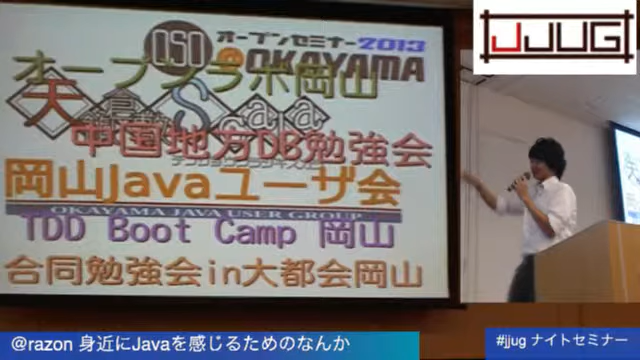 オープンセミナー2013
OSO@OKAYAMA
オープンラボ岡山
中国地方DB勉強会
岡山Javaユーザ会
OKAYAMA JAVA USER GROUP
TDD Boot Camp 岡山
合同勉強会in大都会岡山
JJUG
@razon 身近にJavaを感じるためのなんか
#jjug ナイトセミナー